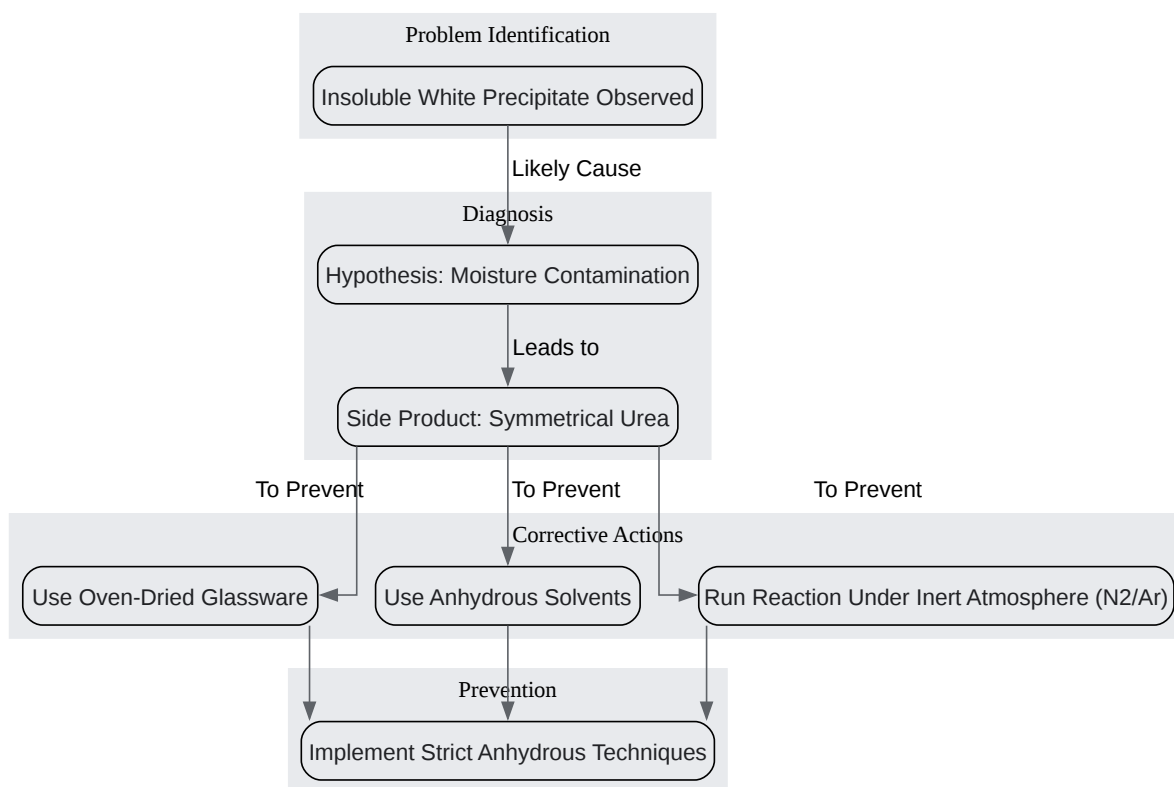 Problem Identification
Insoluble White Precipitate Observed
Likely Cause
Diagnosis
Hypothesis: Moisture Contamination
Leads to
Side Product: Symmetrical Urea
To Prevent
To Prevent
To Prevent
Corrective Actions
Use Oven-Dried Glassware
Use Anhydrous Solvents
Run Reaction Under Inert Atmosphere (N2/Ar)
Prevention
Implement Strict Anhydrous Techniques